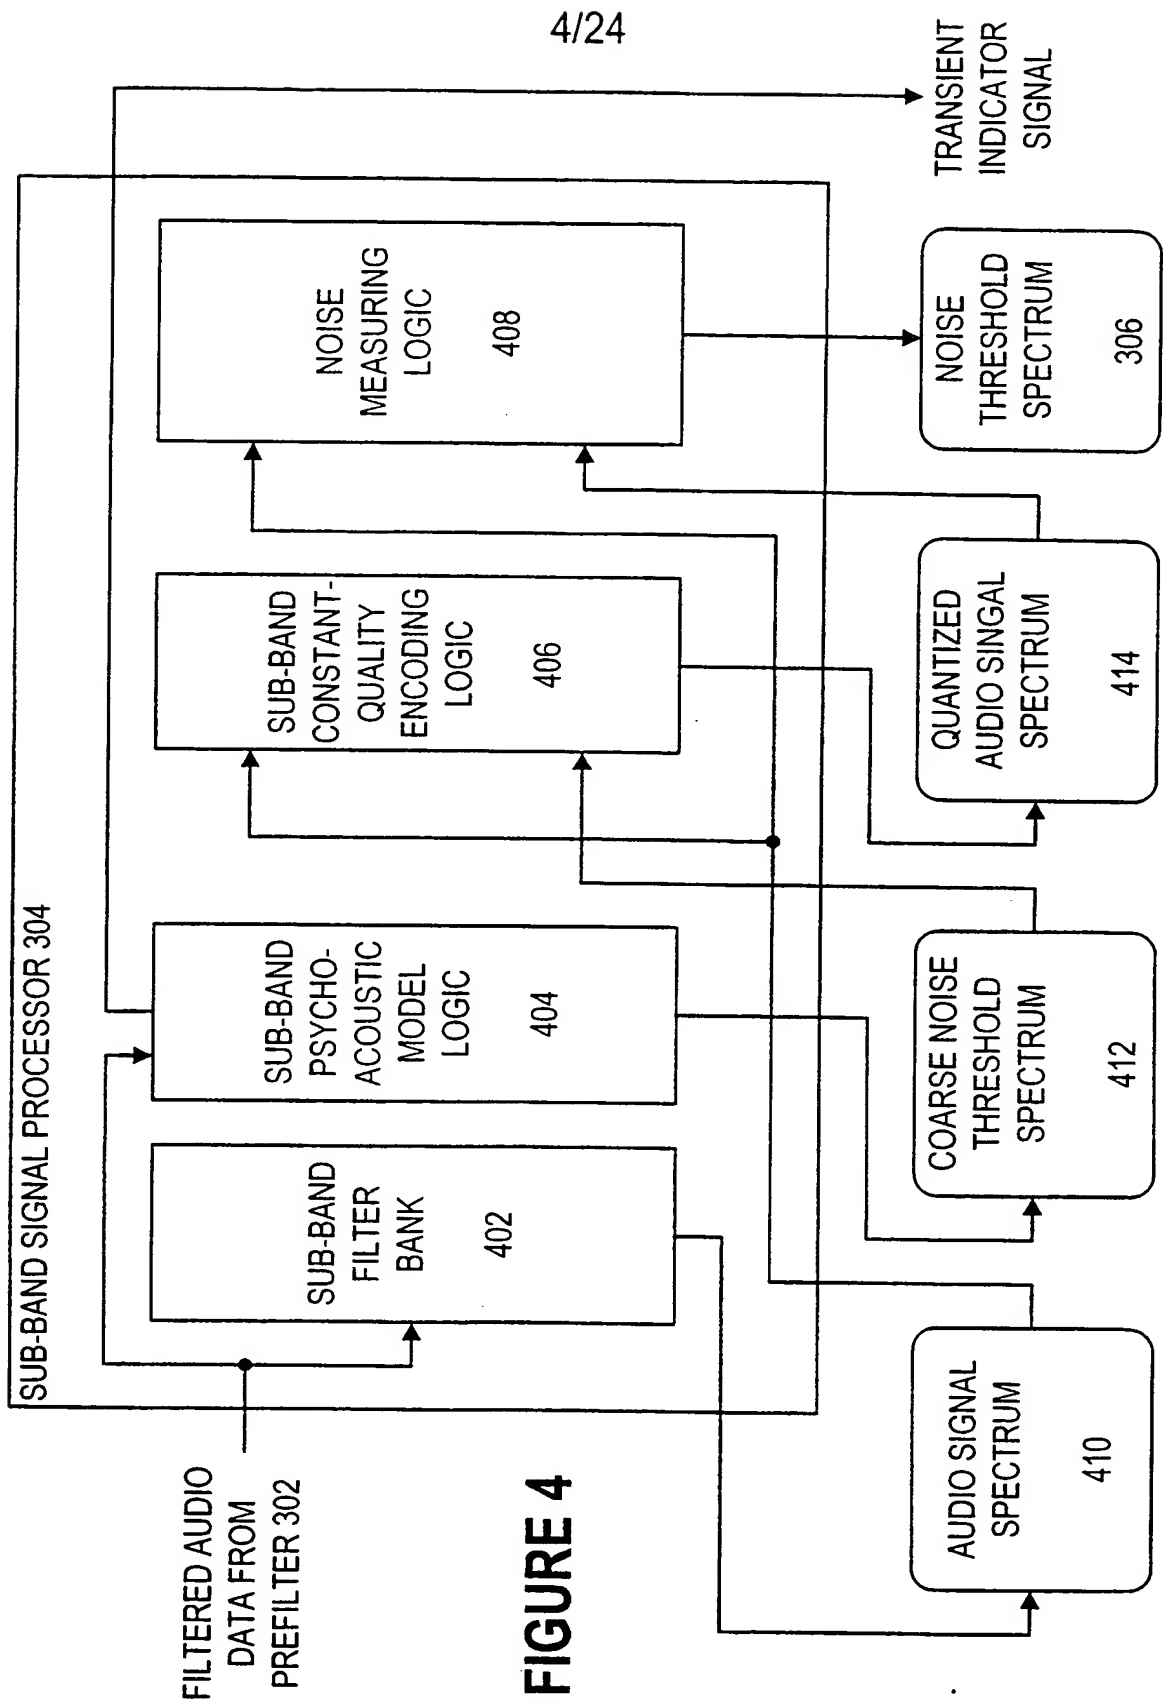 4/24
SUB-BAND SIGNAL PROCESSOR 304
FILTERED AUDIO
DATA FROM
PREFILTER 302
SUB-BAND
FILTER
BANK
402
SUB-BAND
PSYCHO-
ACOUSTIC
MODEL
LOGIC
404
SUB-BAND
CONSTANT-
QUALITY
ENCODING
LOGIC
406
NOISE
MEASURING
LOGIC
408
TRANSIENT
INDICATOR
SIGNAL
AUDIO SIGNAL
SPECTRUM
410
COARSE NOISE
THRESHOLD
SPECTRUM
412
QUANTIZED
AUDIO SINGAL
SPECTRUM
414
NOISE
THRESHOLD
SPECTRUM
306
FIGURE 4